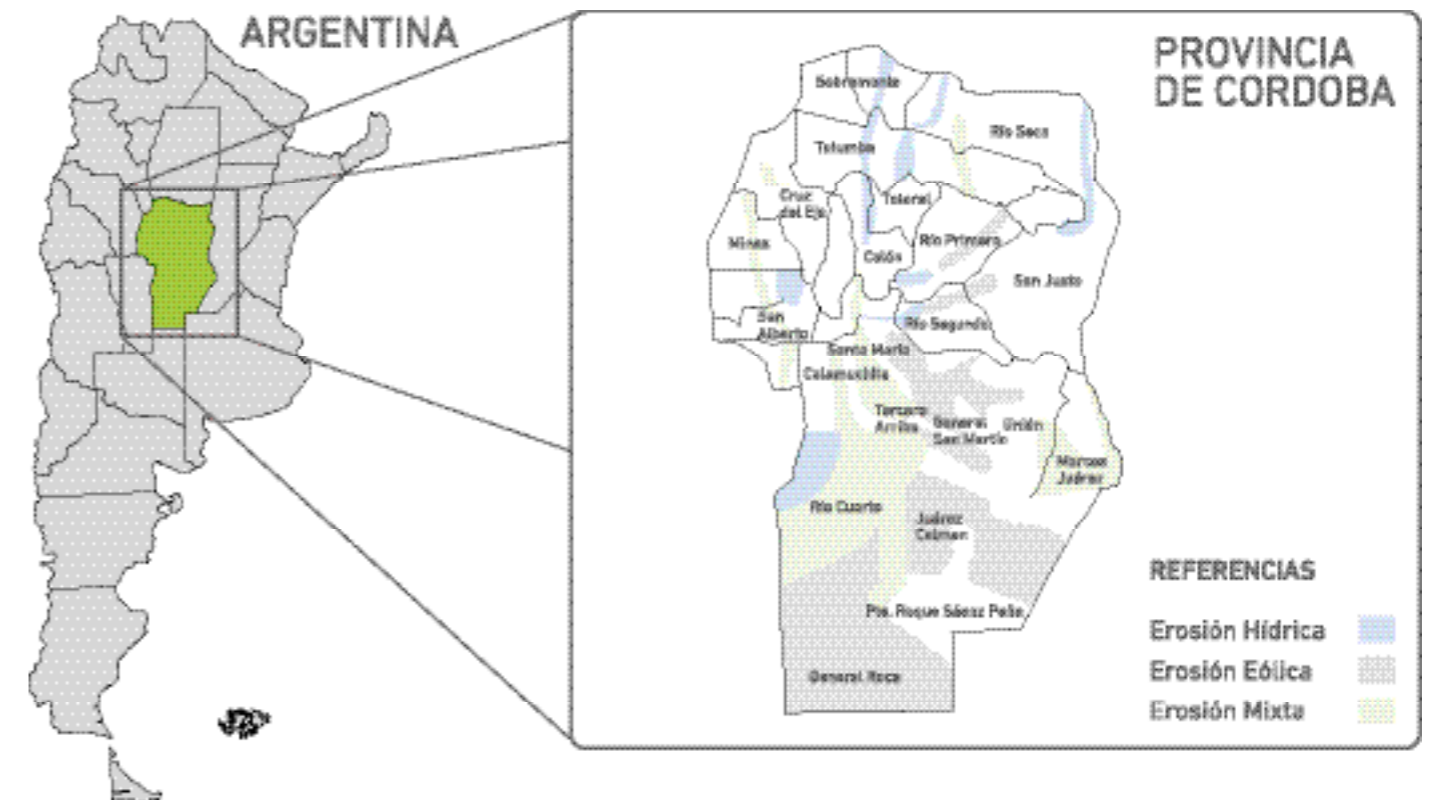 ARGENTINA
PROVINCIA
DE CORDOBA
Sobremonte
Río Seco
Tulumba
Cruz
del Eje
Totoral
Minas
Río Primero
Colón
San Justo
San
Alberto
Río Segundo
Santa María
Calamuchita
Tercero
Arriba
General
San Martín
Unión
Marcos
Juárez
Río Cuarto
Juárez
Celman
Pte. Roque Sáenz Peña
General Roca
REFERENCIAS
Erosión Hídrica
Erosión Eólica
Erosión Mixta